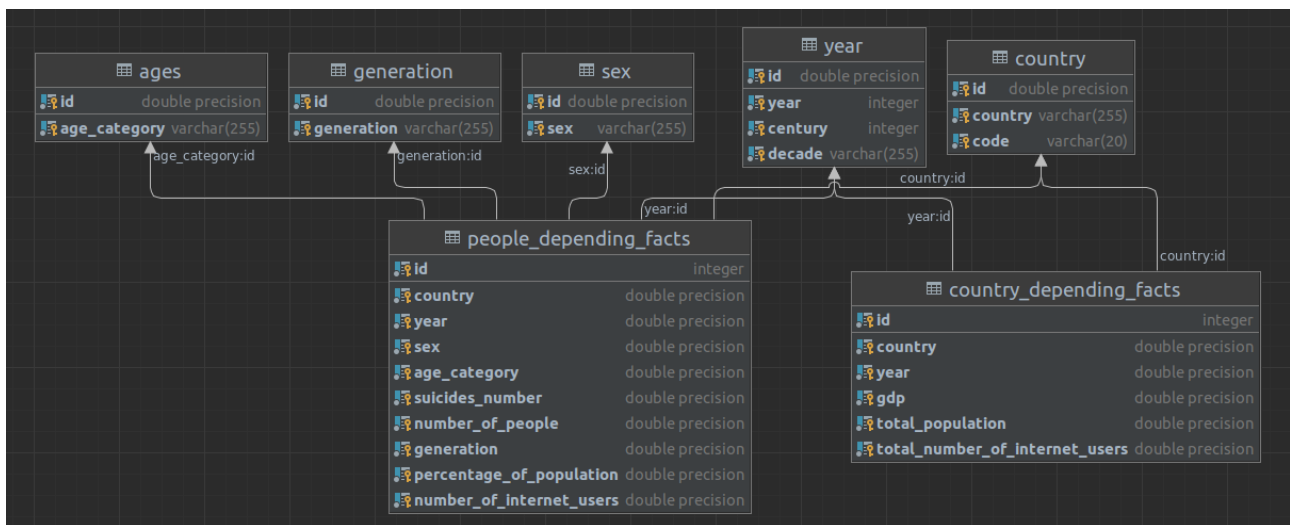 ages
id double precision
age_category varchar(255)
generation
id double precision
generation varchar(255)
sex
id double precision
sex varchar(255)
year
id double precision
year integer
century integer
decade varchar(255)
country
id double precision
country varchar(255)
code varchar(20)
age_category:id
generation:id
sex:id
year:id
country:id
year:id
country:id
people_depending_facts
id integer
country double precision
year double precision
sex double precision
age_category double precision
suicides_number double precision
number_of_people double precision
generation double precision
percentage_of_population double precision
number_of_internet_users double precision
country_depending_facts
id integer
country double precision
year double precision
gdp double precision
total_population double precision
total_number_of_internet_users double precision